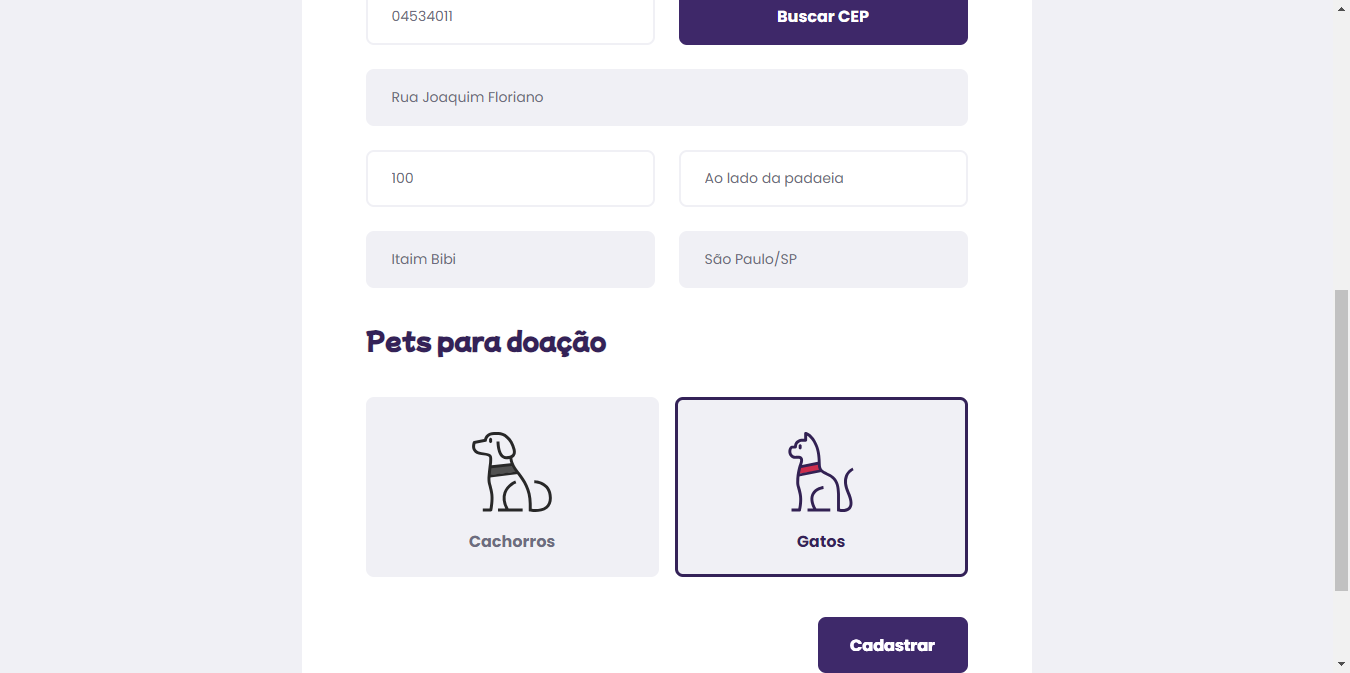 04534011
Buscar CEP
Rua Joaquim Floriano
100
Ao lado da padaeia
Itaim Bibi
São Paulo/SP
Pets para doação
Cachorros
Gatos
Cadastrar